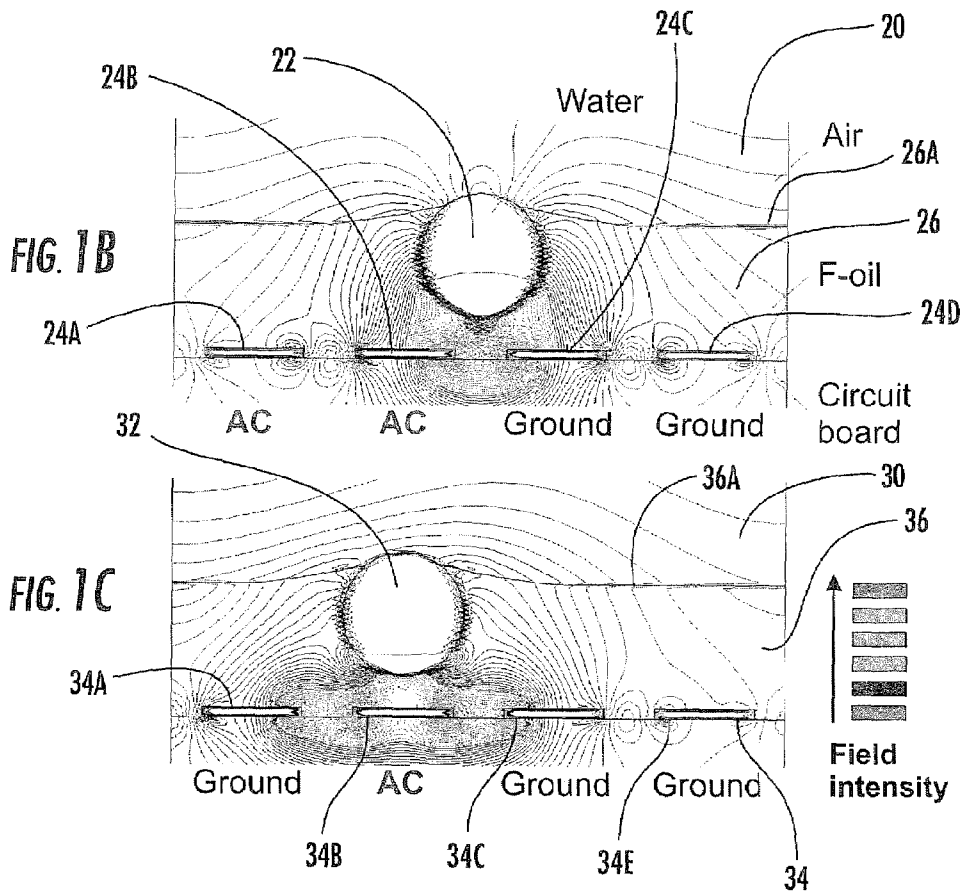 24C
20
22
24B
Water
Air
26A
FIG. 1B
26
F-oil
24A
24D
AC
AC
Ground
Ground
Circuit
board
32
36A
30
36
FIG. 1C
34A
Ground
AC
Ground
Ground
Field
intensity
34B
34C
34E
34